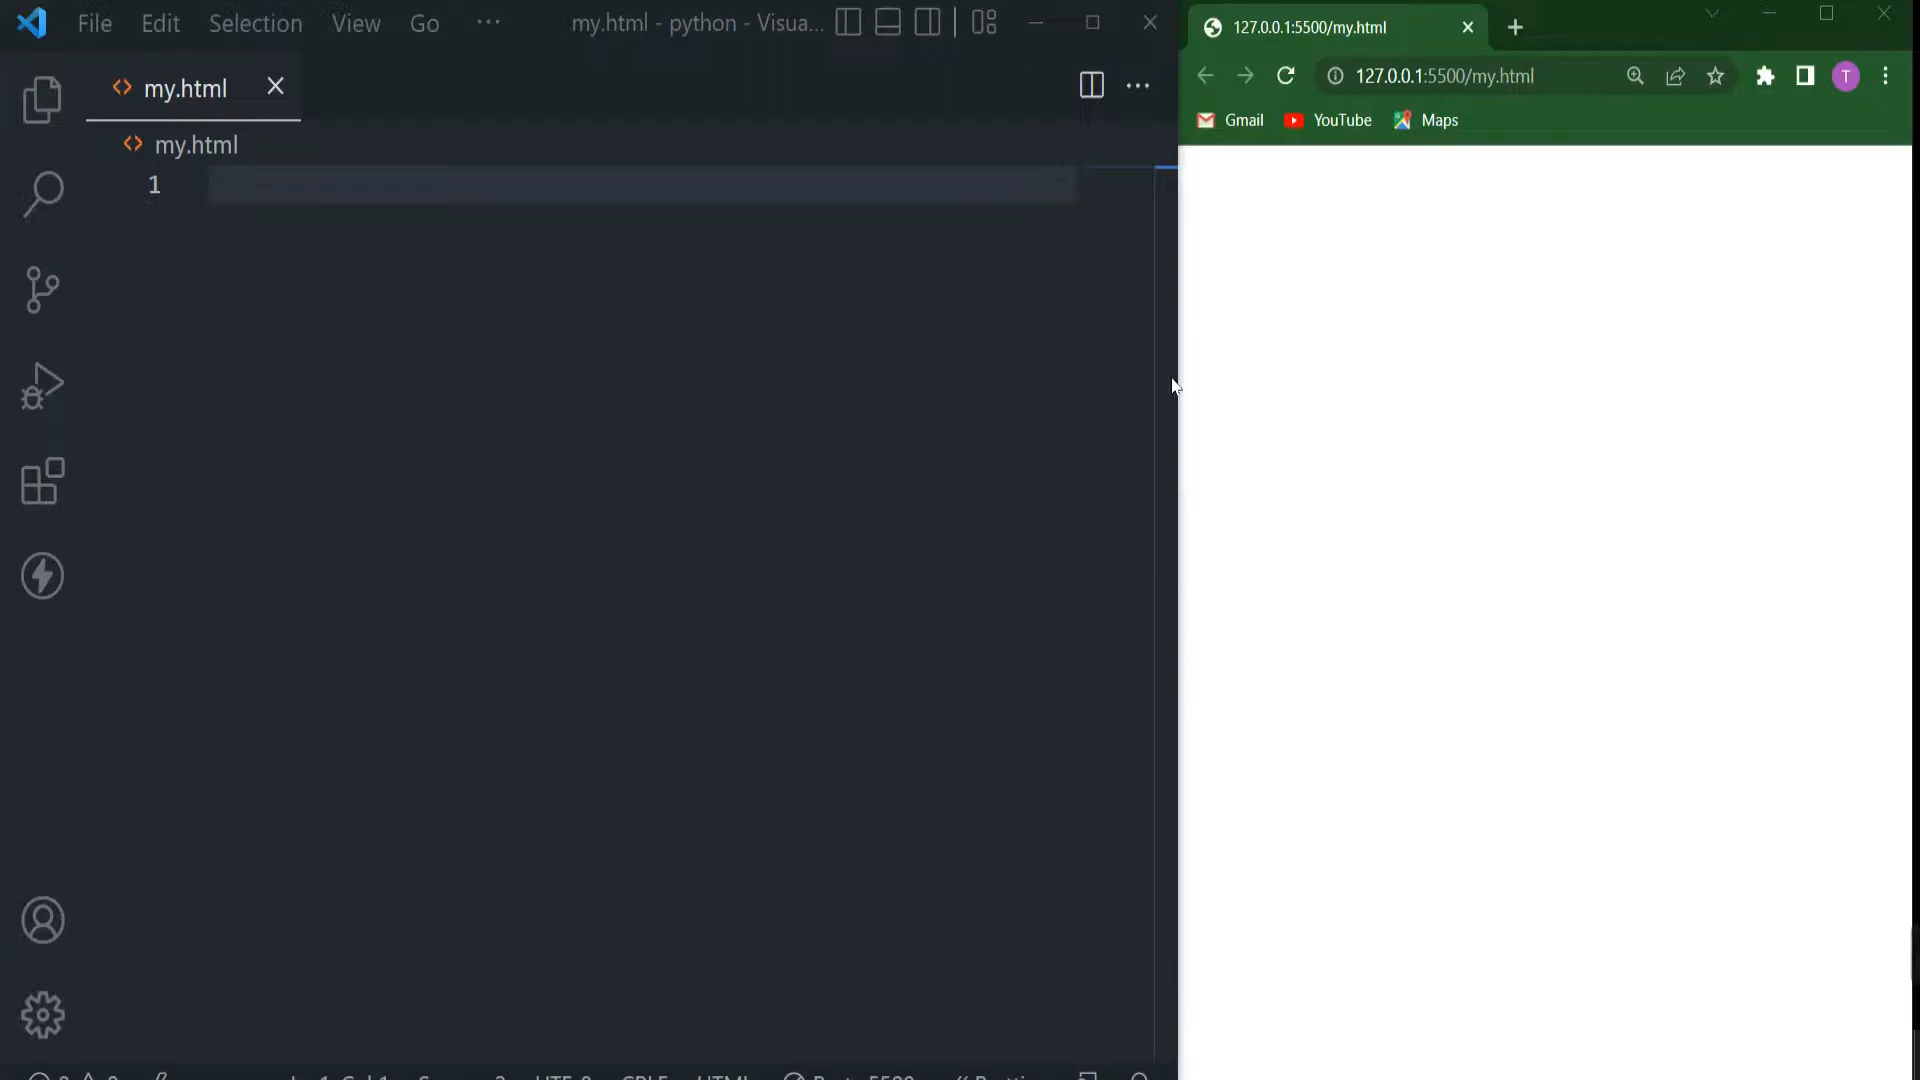 File Edit Selection View Go ··· my.html - python - Visua...
my.html
my.html
1
127.0.0.1:5500/my.html
127.0.0.1:5500/my.html T
Gmail YouTube Maps